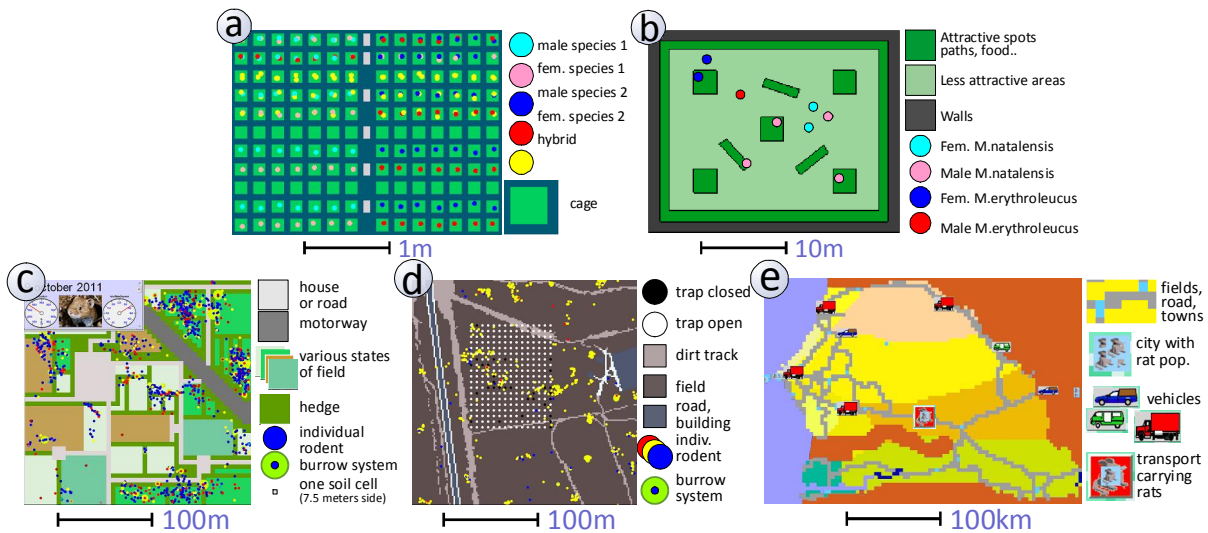 a
male species 1
fem. species 1
male species 2
fem. species 2
hybrid
cage
1m
b
Attractive spots
paths, food..
Less attractive areas
Walls
Fem. M.natalensis
Male M.natalensis
Fem. M.erythroleucus
Male M.erythroleucus
10m
c
october 2011
house
or road
motorway
various states
of field
hedge
individual
rodent
burrow system
one soil cell
(7.5 meters side)
100m
d
trap closed
trap open
dirt track
field
road,
building
indiv.
rodent
burrow
system
100m
e
fields,
road,
towns
city with
rat pop.
vehicles
transport
carrying
rats
100km